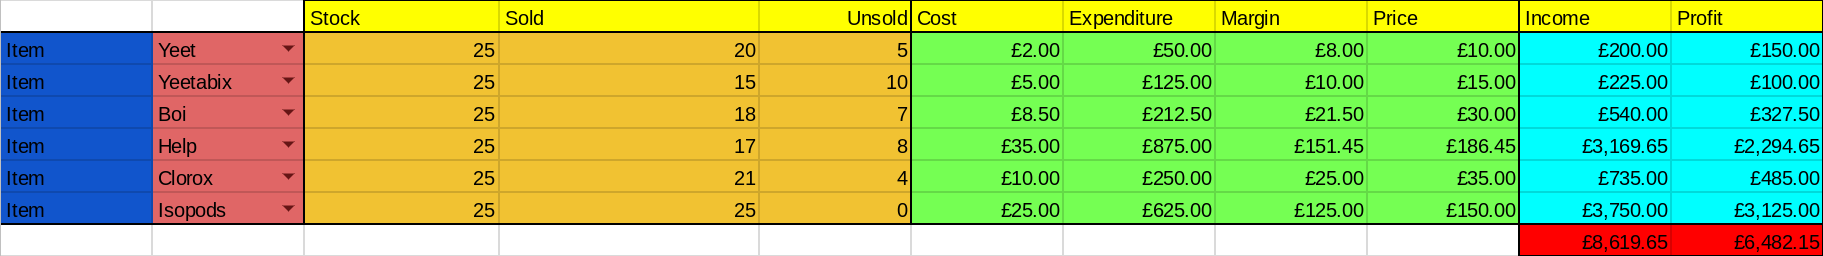 Stock Sold Unsold Cost Expenditure Margin Price Income Profit
Item Yeet 25 20 5 £2.00 £50.00 £8.00 £10.00 £200.00 £150.00
Item Yeetabix 25 15 10 £5.00 £125.00 £10.00 £15.00 £225.00 £100.00
Item Boi 25 18 7 £8.50 £212.50 £21.50 £30.00 £540.00 £327.50
Item Help 25 17 8 £35.00 £875.00 £151.45 £186.45 £3,169.65 £2,294.65
Item Clorox 25 21 4 £10.00 £250.00 £25.00 £35.00 £735.00 £485.00
Item Isopods 25 25 0 £25.00 £625.00 £125.00 £150.00 £3,750.00 £3,125.00
£8,619.65 £6,482.15